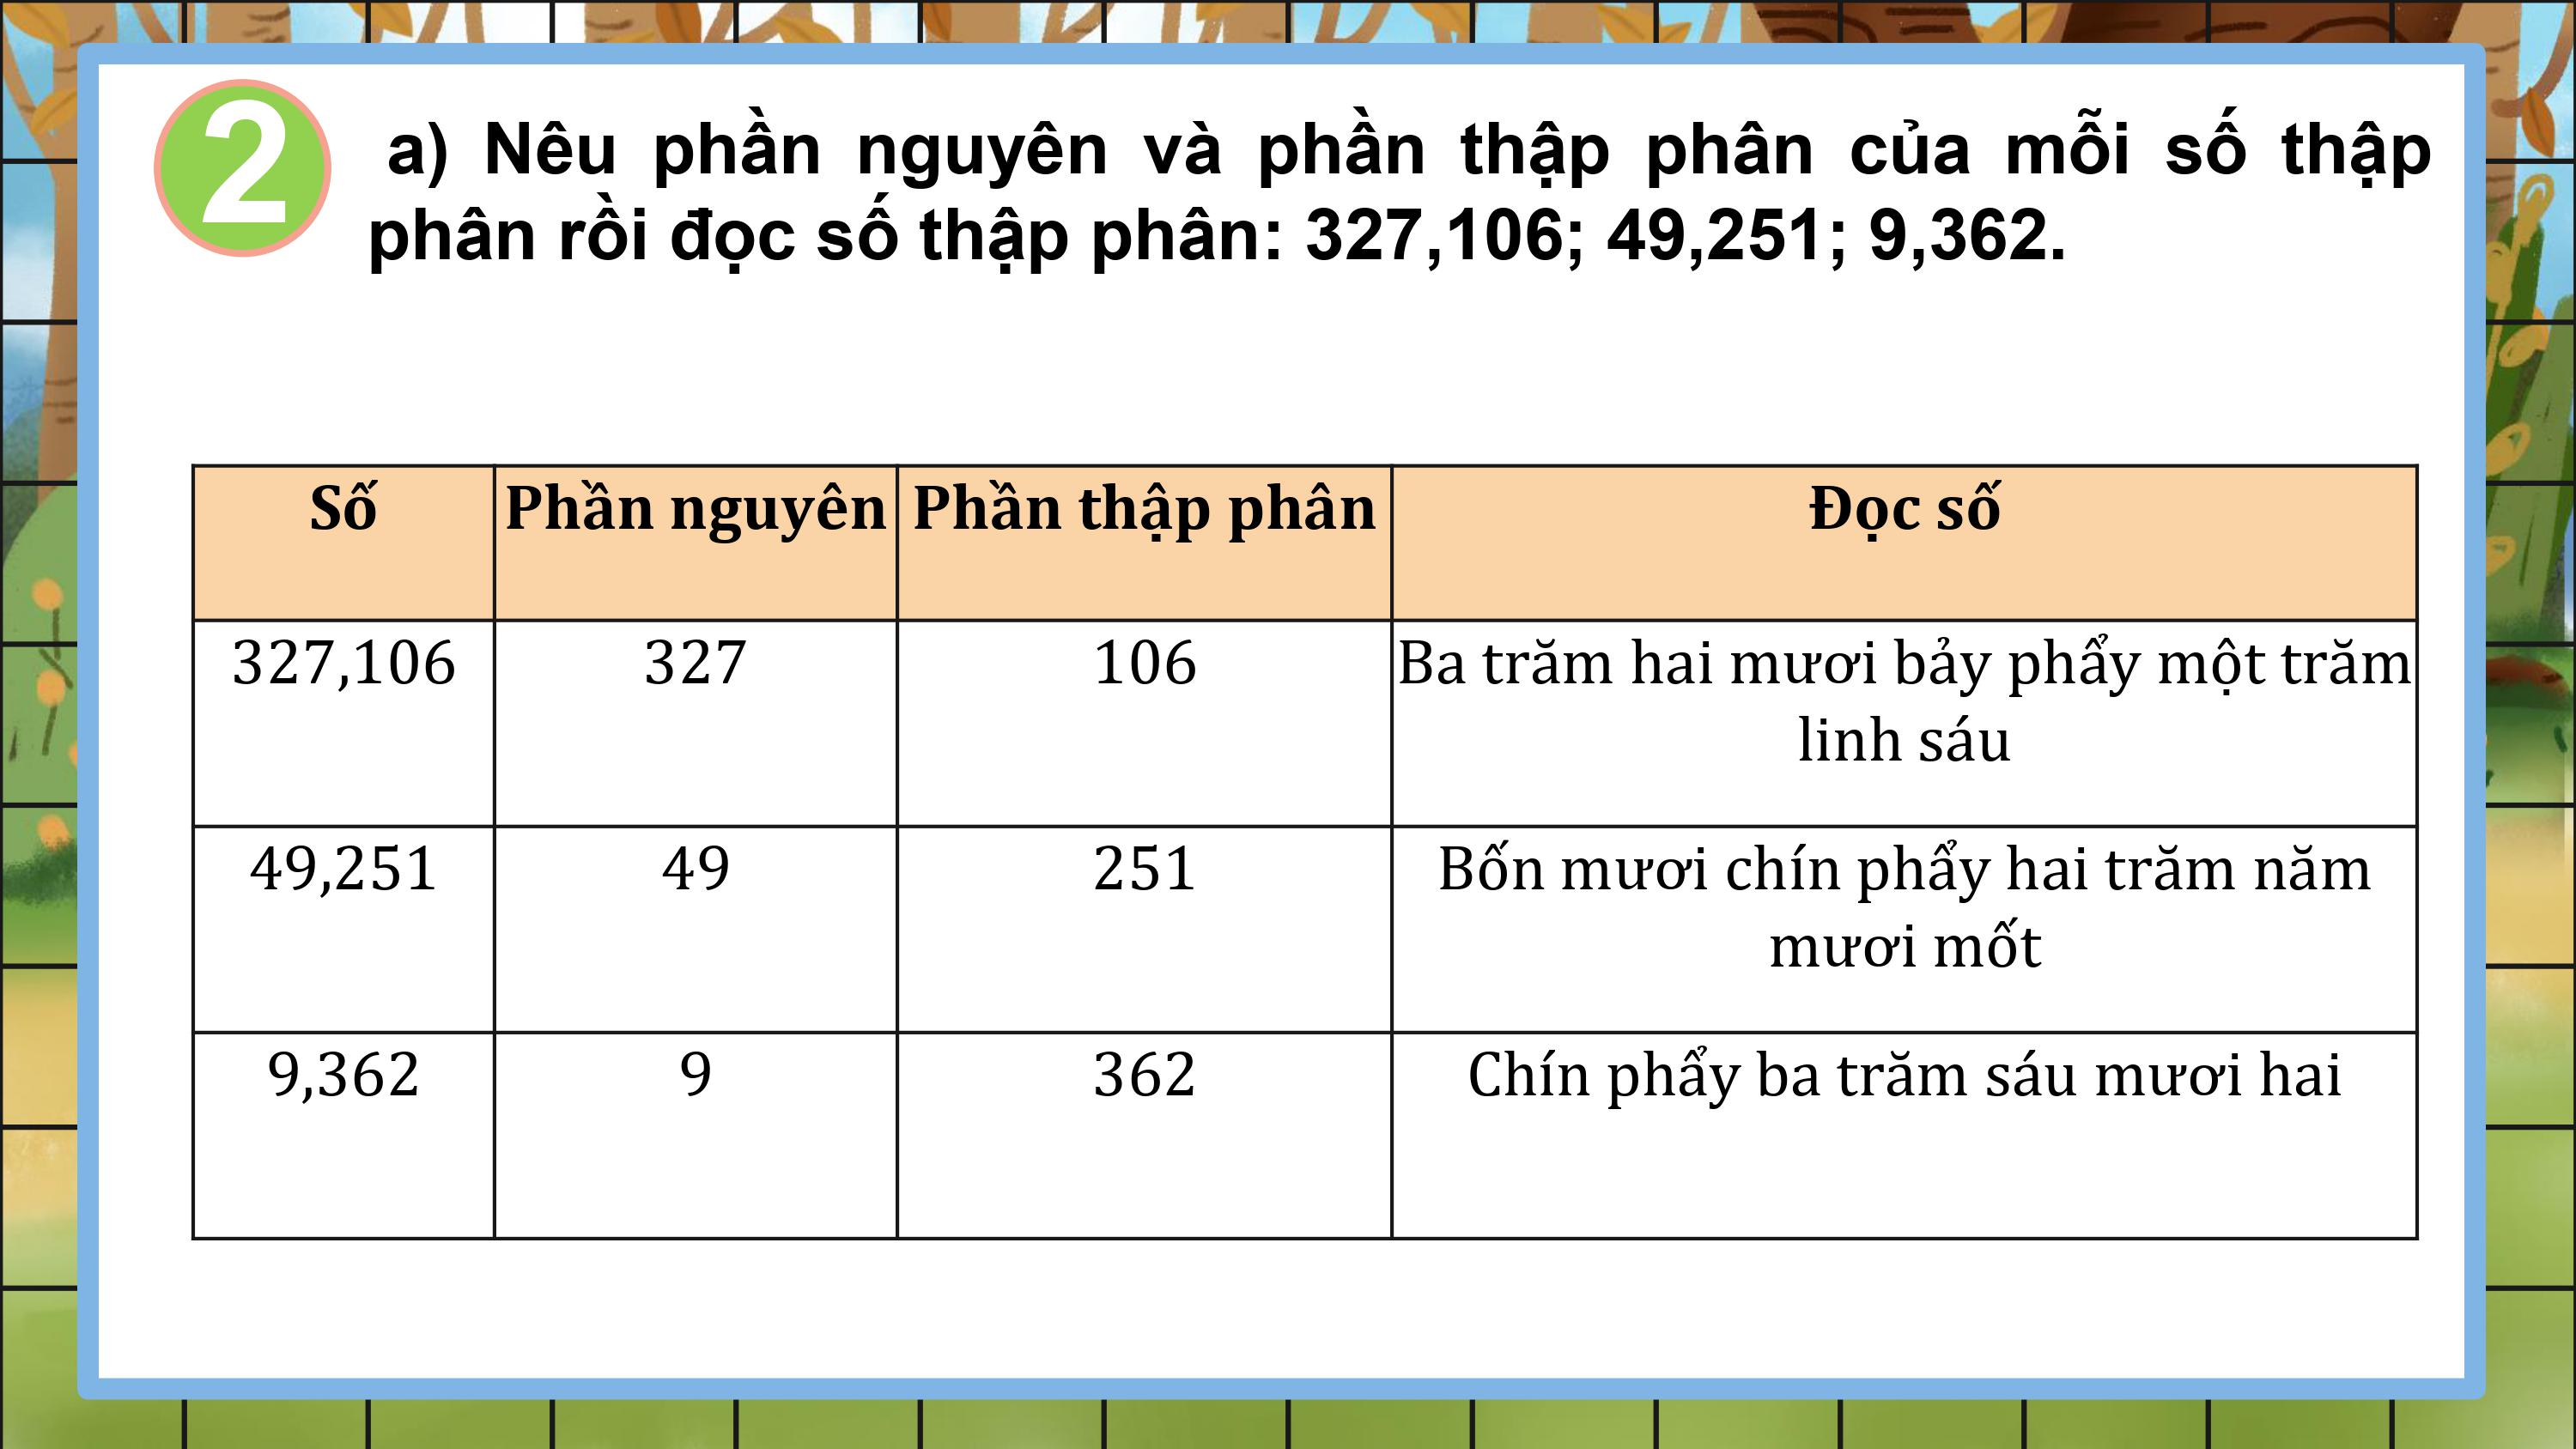 2
a) Nêu phần nguyên và phần thập phân của mỗi số thập
phân rồi đọc số thập phân: 327,106; 49,251; 9,362.
Số Phần nguyên Phần thập phân Đọc số
327,106 327 106 Ba trăm hai mươi bảy phẩy một trăm
linh sáu
49,251 49 251 Bốn mươi chín phẩy hai trăm năm
mươi mốt
9,362 9 362 Chín phẩy ba trăm sáu mươi hai